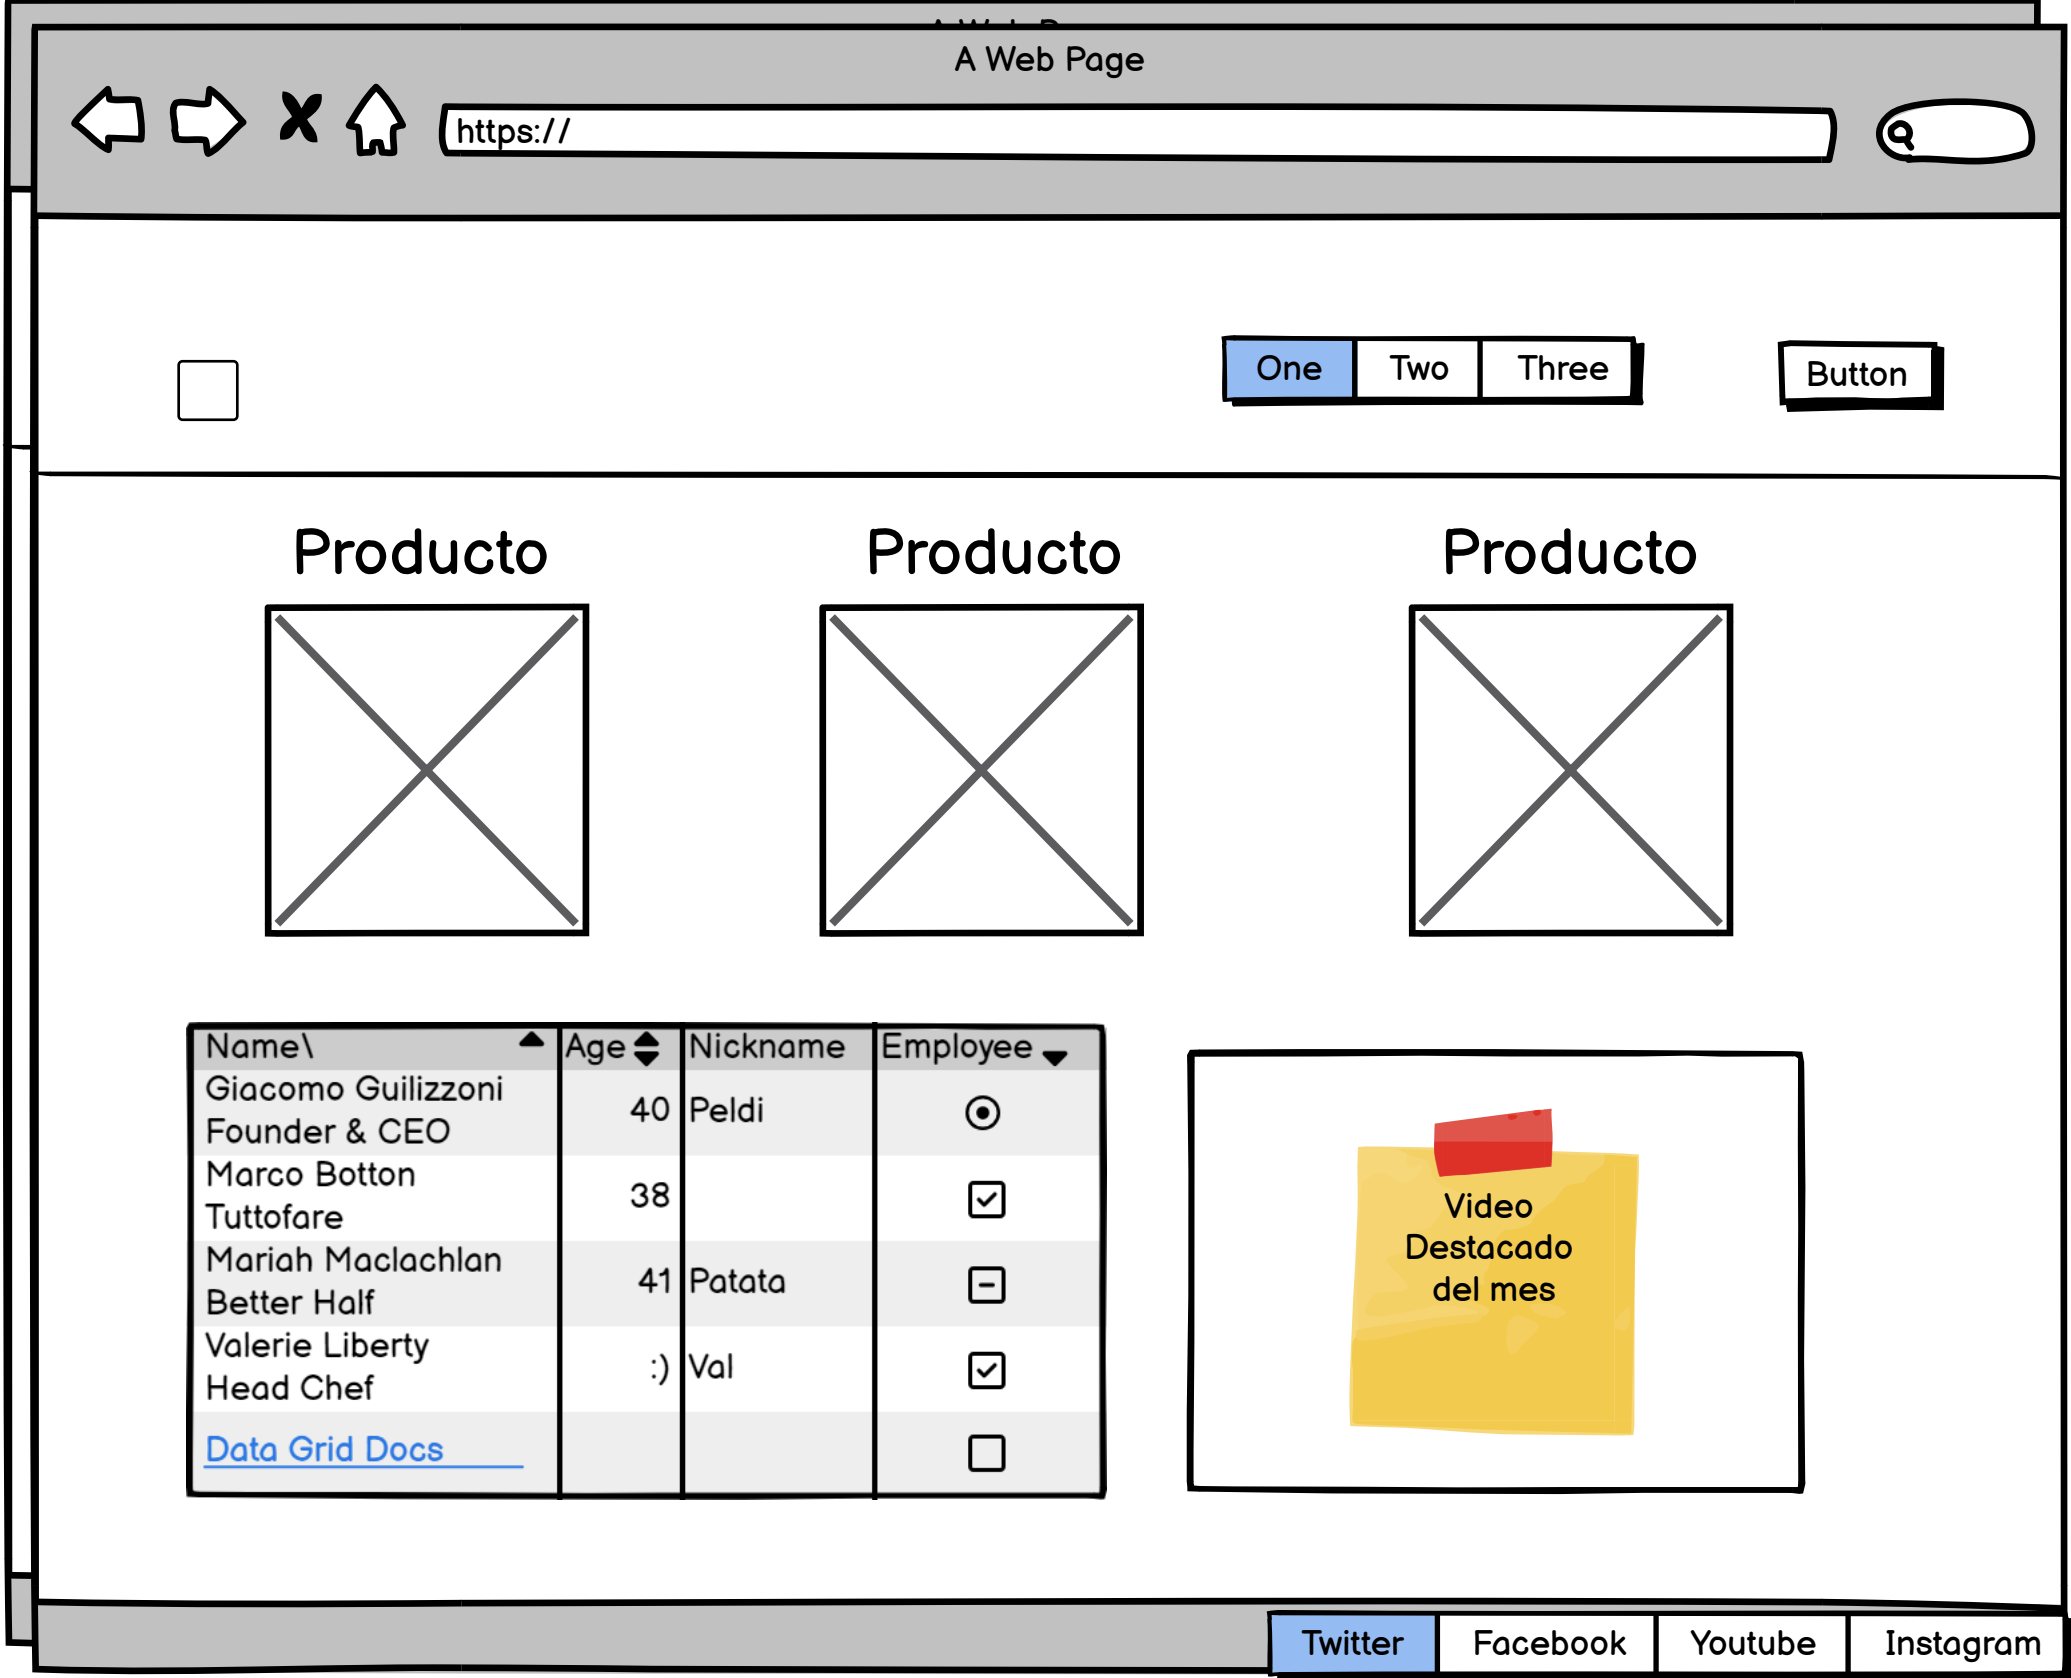 A Web Page
https://
One Two Three
Button
Producto Producto Producto
Name\ Age Nickname Employee
Giacomo Guilizzoni
Founder & CEO
40 Peldi
Marco Botton
Tuttofare
38
Mariah Maclachlan
Better Half
41 Patata
Valerie Liberty
Head Chef
:) Val
Data Grid Docs
Video
Destacado
del mes
Twitter Facebook Youtube Instagram